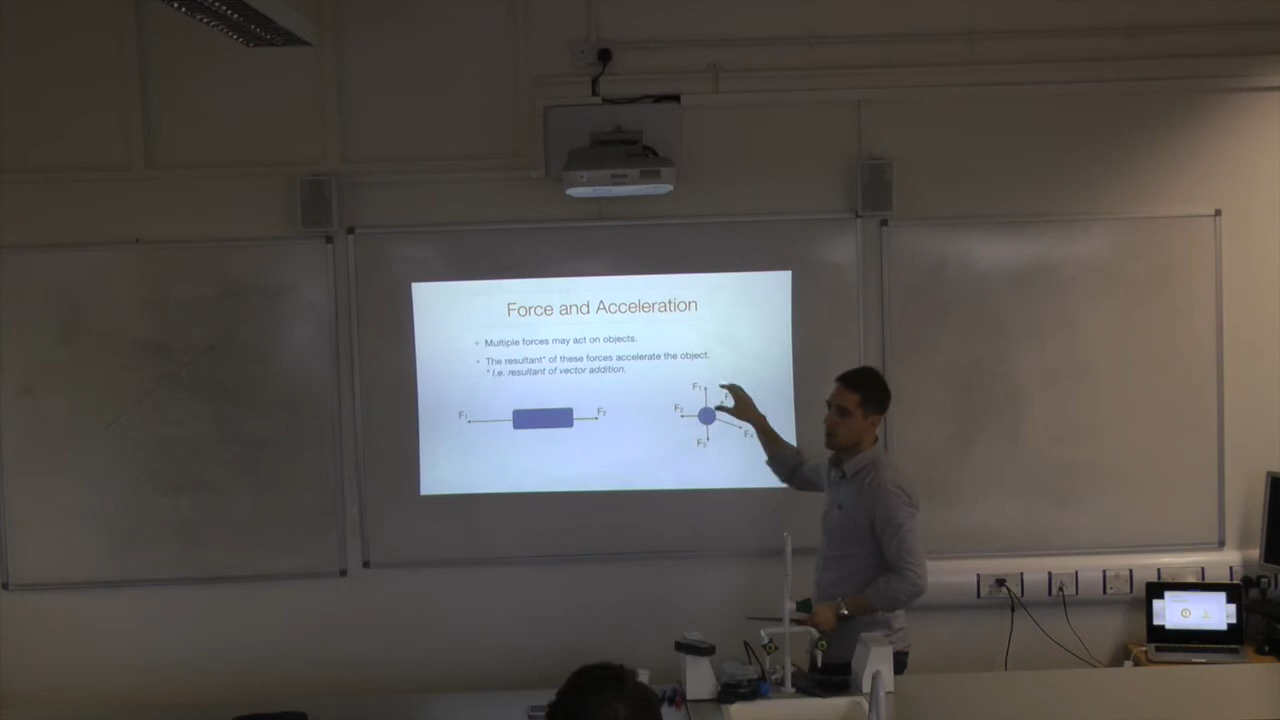 Force and Acceleration
Multiple forces may act on objects.
The resultant* of these forces accelerate the object.
* I.e. resultant of vector addition.
F₁
F₂
F₁
F
F₂
F₃
F₄